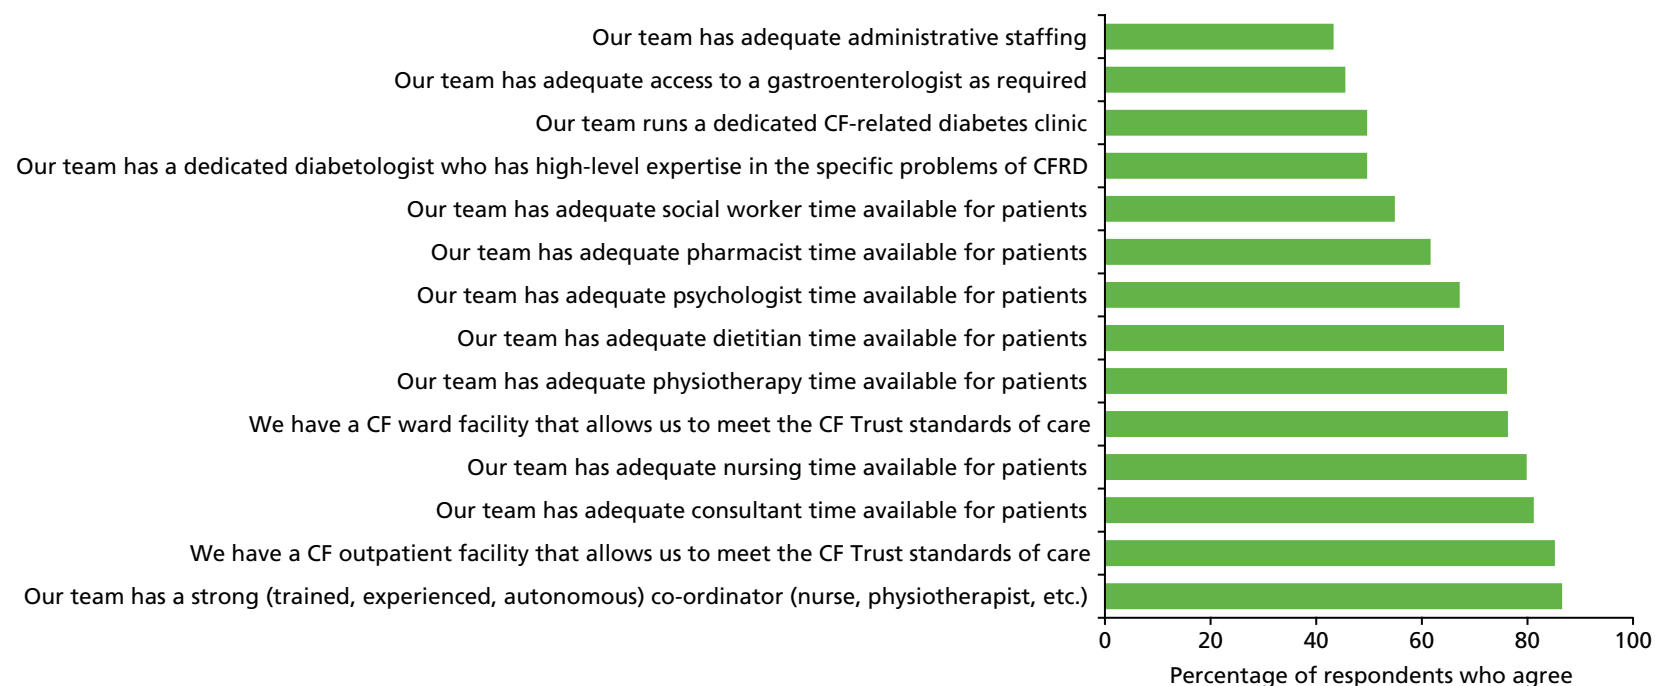 Our team has adequate administrative staffing
Our team has adequate access to a gastroenterologist as required
Our team runs a dedicated CF-related diabetes clinic
Our team has a dedicated diabetologist who has high-level expertise in the specific problems of CFRD
Our team has adequate social worker time available for patients
Our team has adequate pharmacist time available for patients
Our team has adequate psychologist time available for patients
Our team has adequate dietitian time available for patients
Our team has adequate physiotherapy time available for patients
We have a CF ward facility that allows us to meet the CF Trust standards of care
Our team has adequate nursing time available for patients
Our team has adequate consultant time available for patients
We have a CF outpatient facility that allows us to meet the CF Trust standards of care
Our team has a strong (trained, experienced, autonomous) co-ordinator (nurse, physiotherapist, etc.)
0 20 40 60 80 100
Percentage of respondents who agree